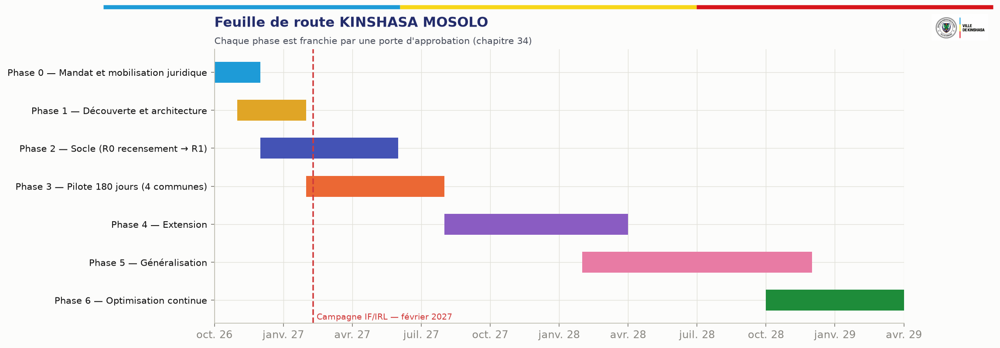 Feuille de route KINSHASA MOSOLO
Chaque phase est franchie par une porte d'approbation (chapitre 34)
VILLE
DE KINSHASA
Phase 0 — Mandat et mobilisation juridique
Phase 1 — Découverte et architecture
Phase 2 — Socle (R0 recensement → R1)
Phase 3 — Pilote 180 jours (4 communes)
Phase 4 — Extension
Phase 5 — Généralisation
Phase 6 — Optimisation continue
Campagne IF/IRL — février 2027
oct. 26 janv. 27 avr. 27 juil. 27 oct. 27 janv. 28 avr. 28 juil. 28 oct. 28 janv. 29 avr. 29